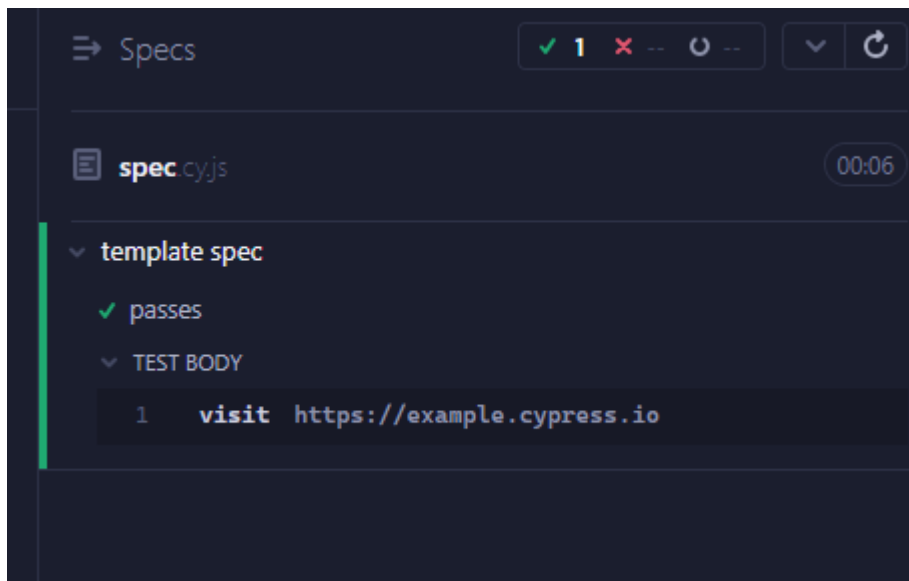 Specs 1 -- --
spec.cy.js 00:06
template spec
passes
TEST BODY
1 visit https://example.cypress.io